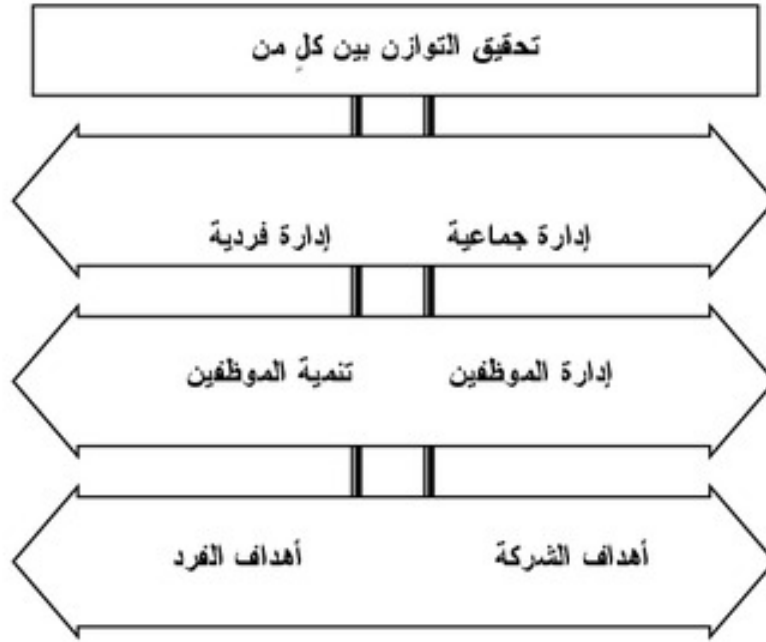 تحقيق التوازن بين كلٍ من
إدارة جماعية إدارة فردية
إدارة الموظفين تنمية الموظفين
أهداف الشركة أهداف الفرد